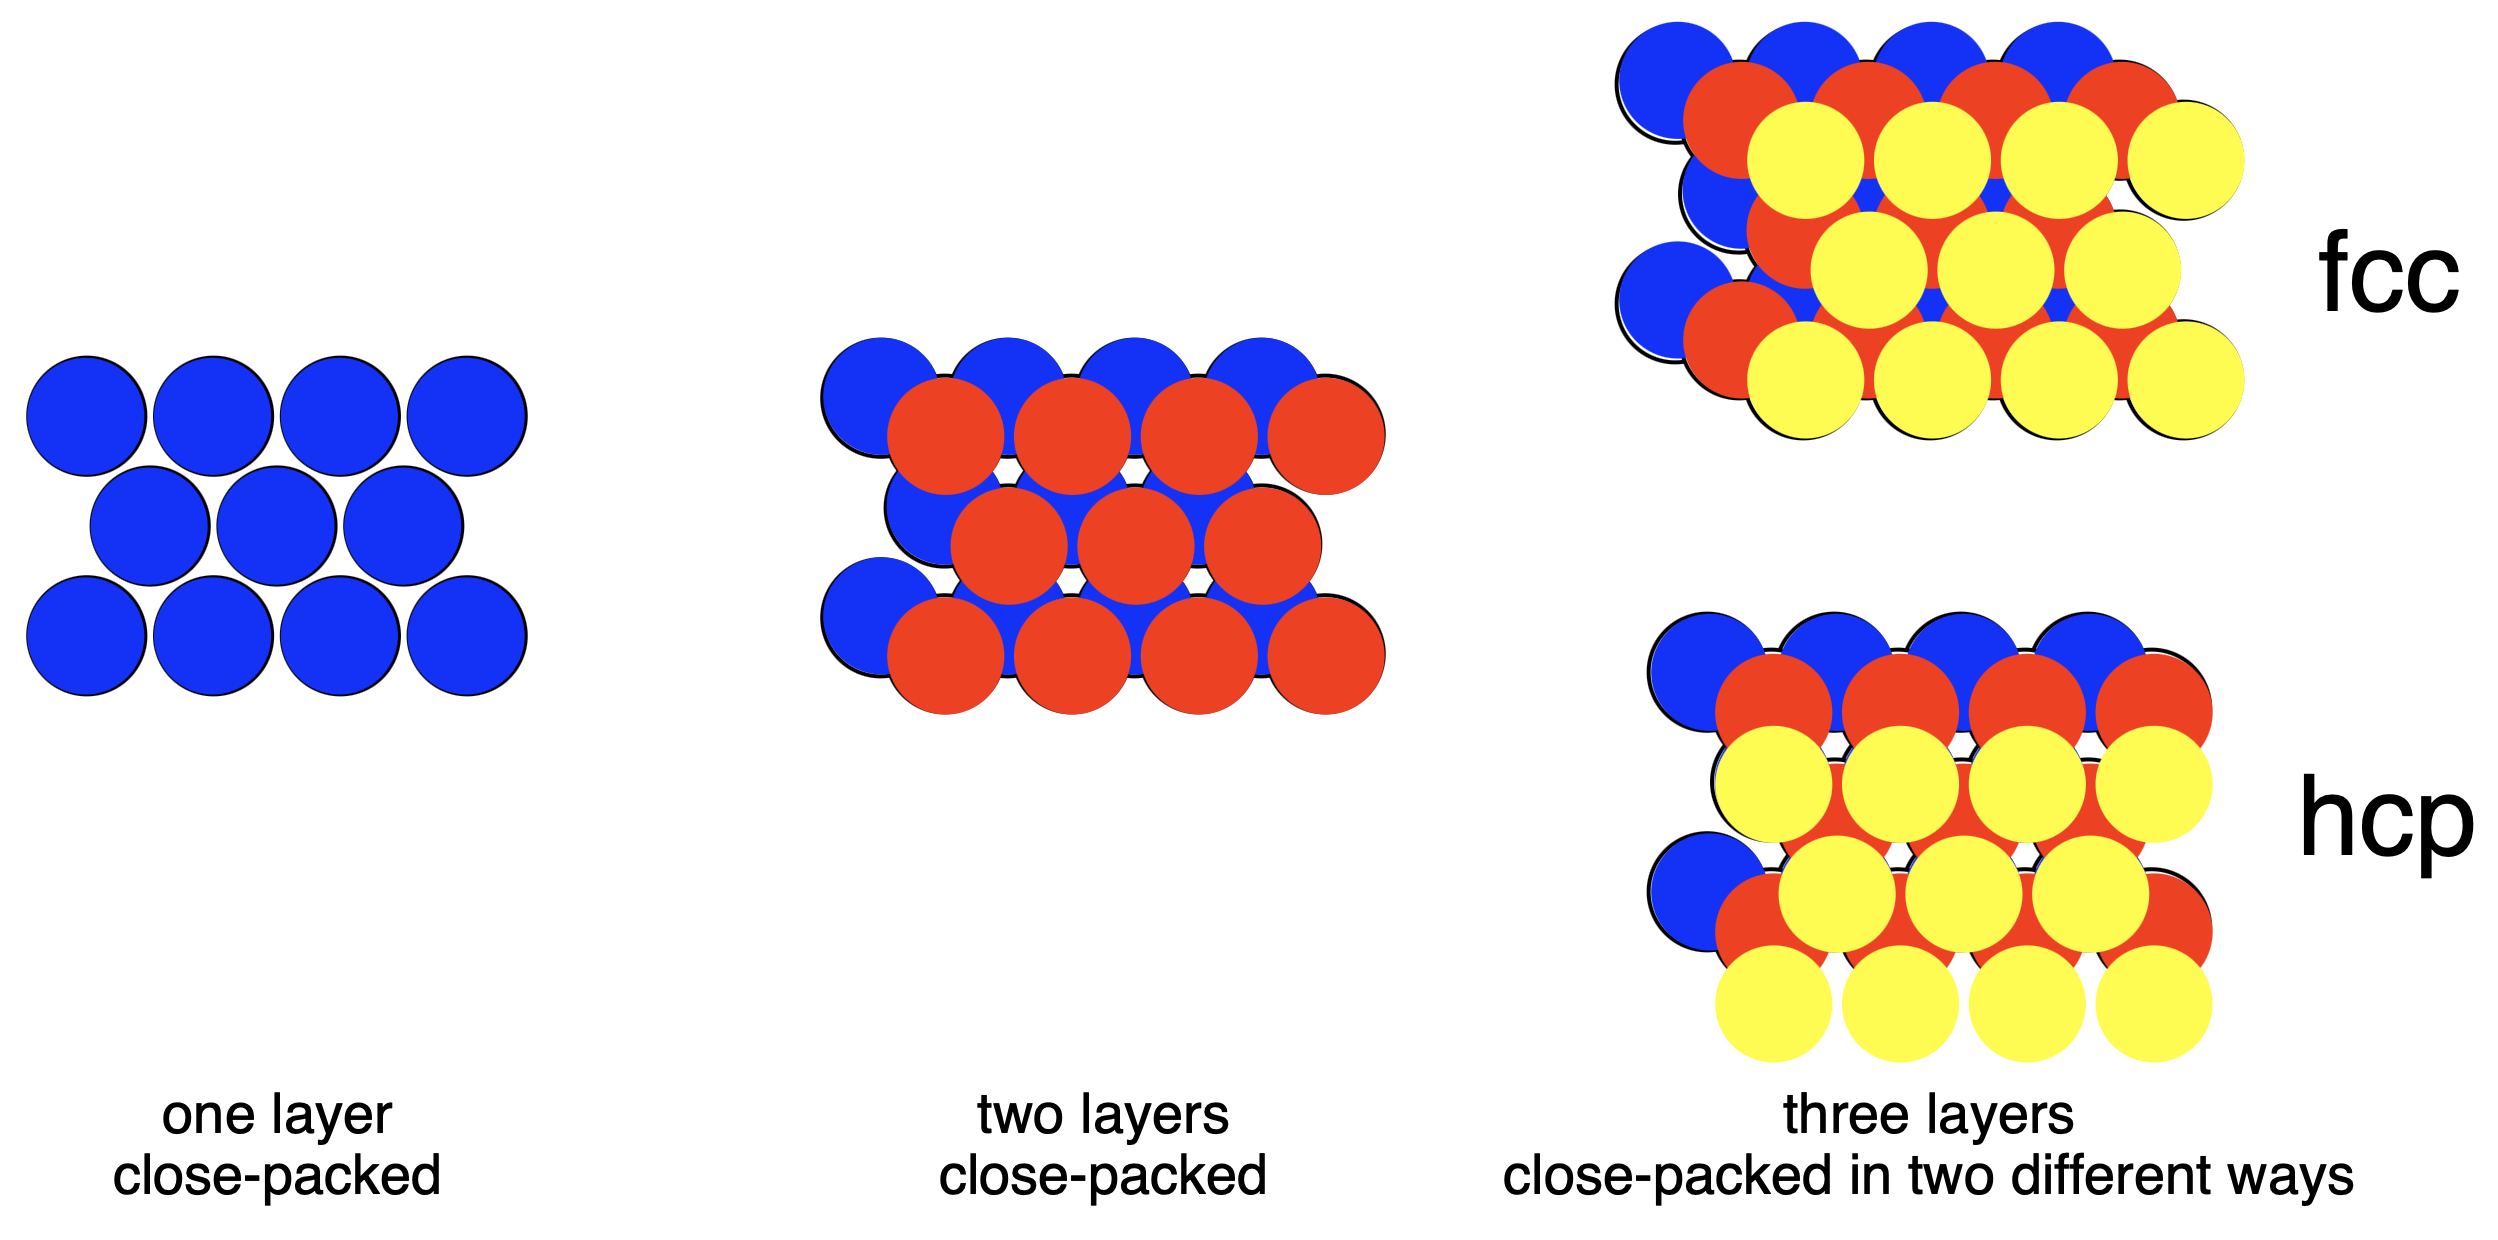 fcc
hcp
one layer
close-packed
two layers
close-packed
three layers
close-packed in two different ways